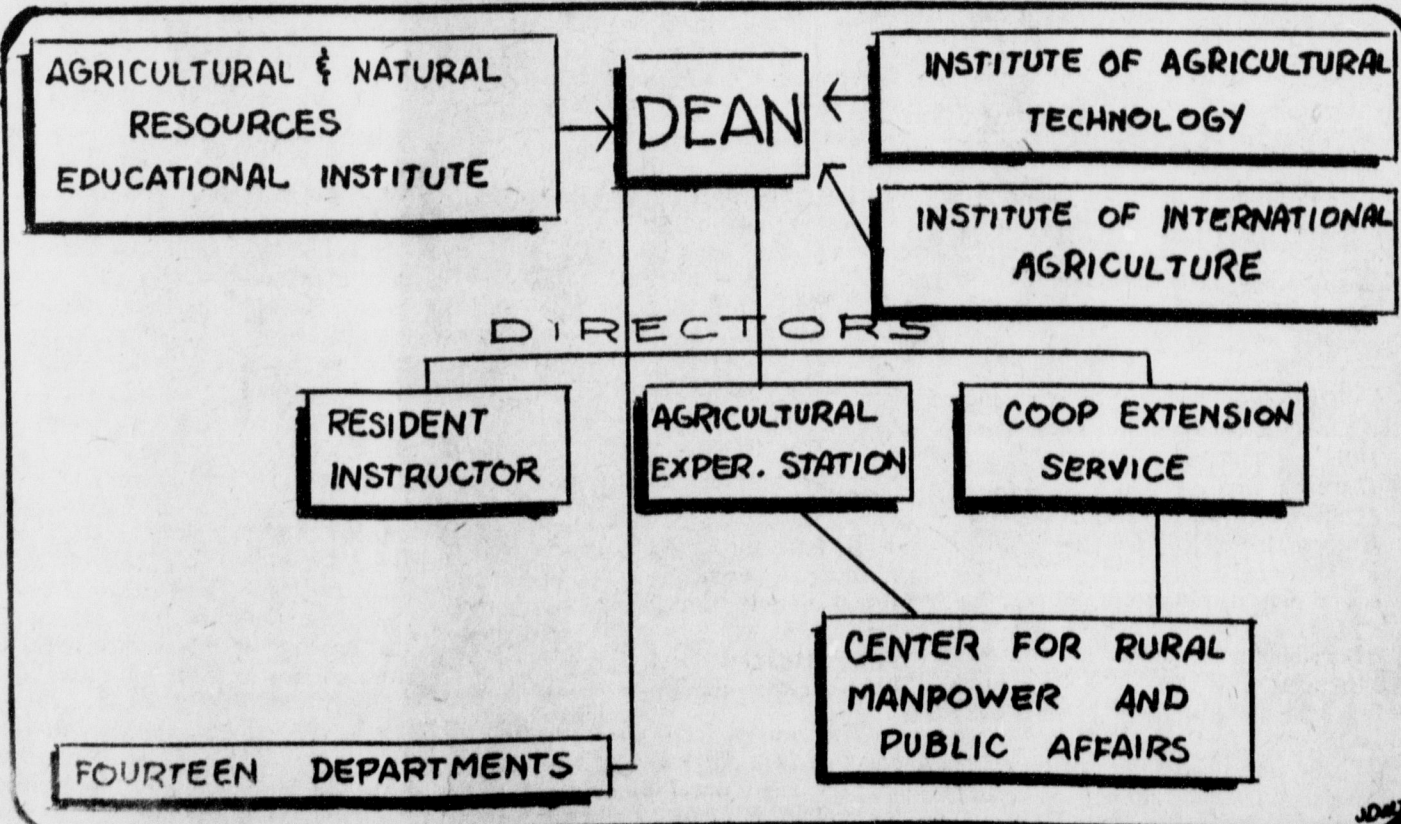 AGRICULTURAL & NATURAL
RESOURCES
EDUCATIONAL INSTITUTE
DEAN
INSTITUTE OF AGRICULTURAL
TECHNOLOGY
INSTITUTE OF INTERNATIONAL
AGRICULTURE
DIRECTORS
RESIDENT
INSTRUCTOR
AGRICULTURAL
EXPER. STATION
COOP EXTENSION
SERVICE
CENTER FOR RURAL
MANPOWER AND
PUBLIC AFFAIRS
FOURTEEN DEPARTMENTS